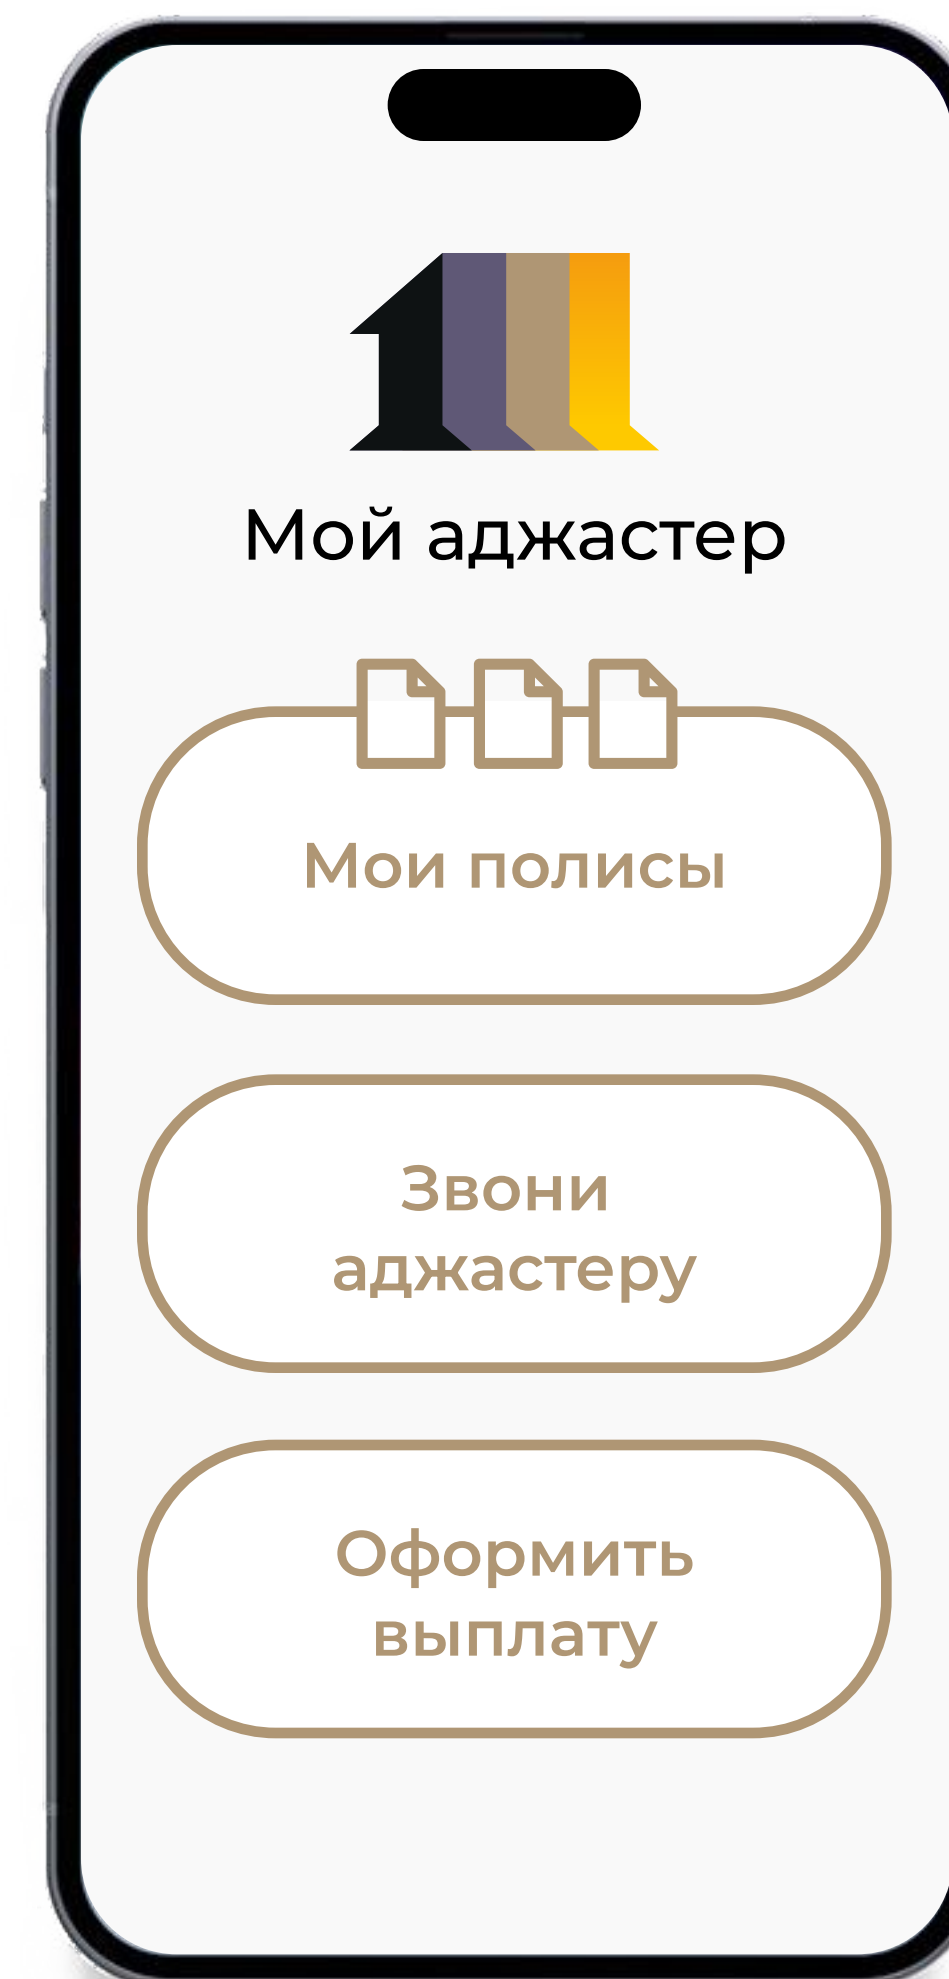 Мой аджастер
Мои полисы
Звони
аджастеру
Оформить
выплату